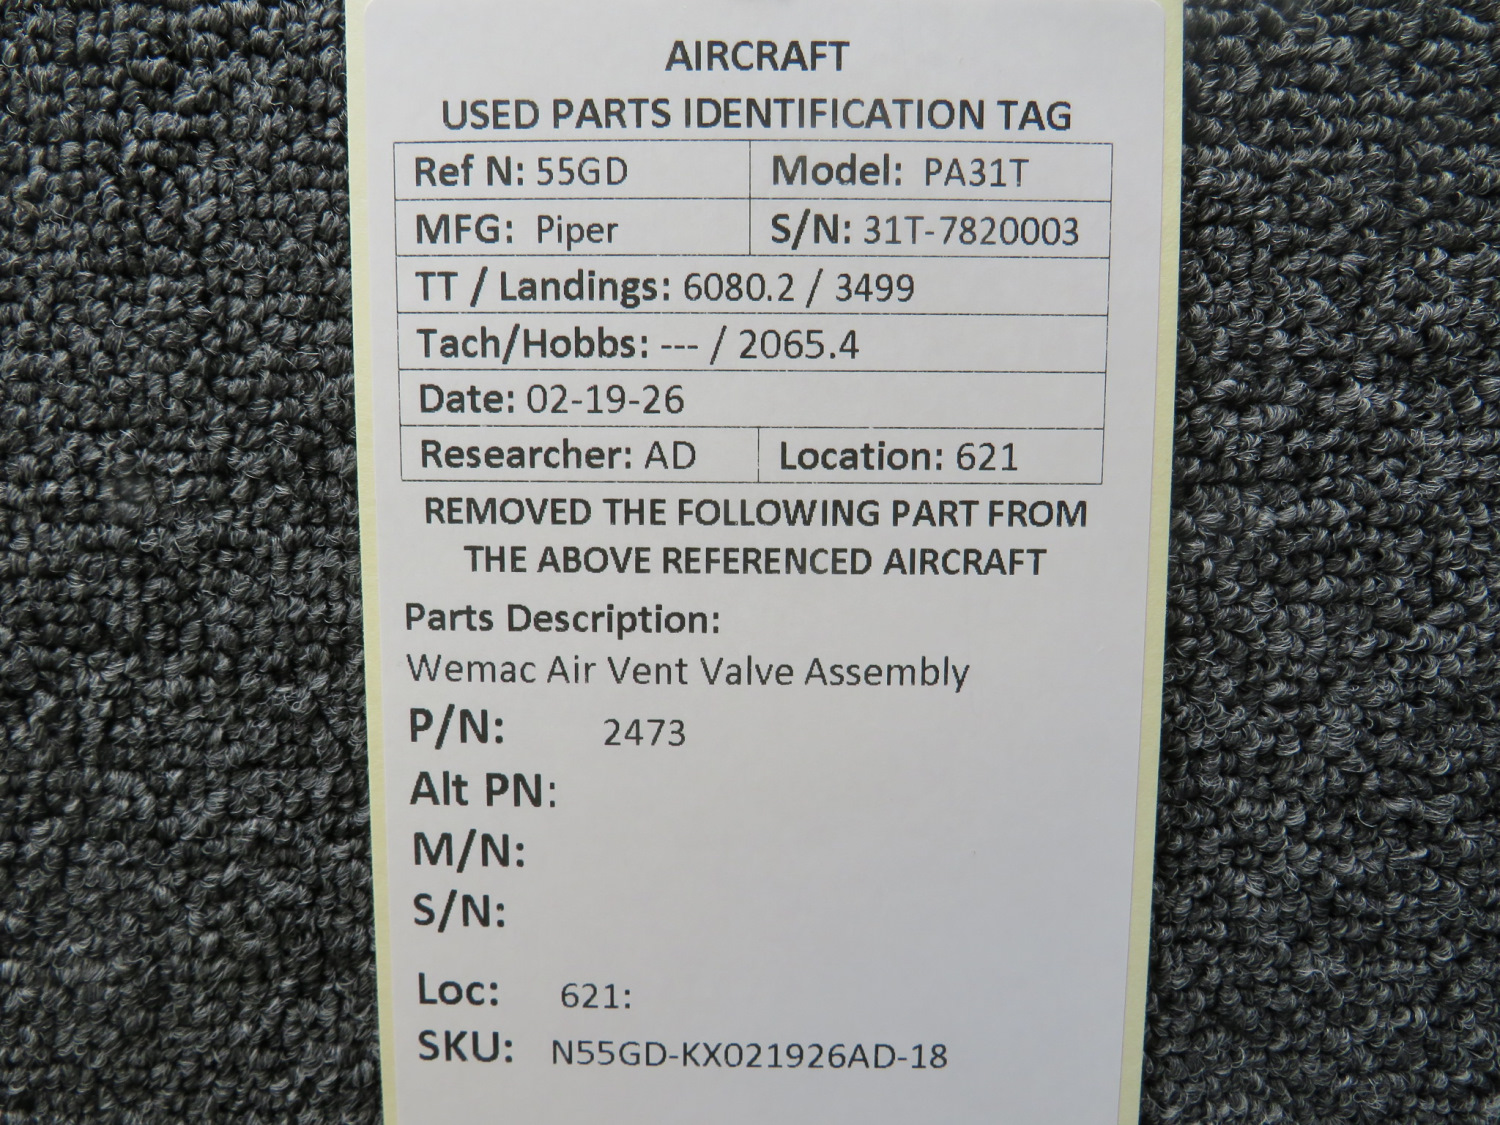 AIRCRAFT
USED PARTS IDENTIFICATION TAG
Ref N: 55GD Model: PA31T
MFG: Piper S/N: 31T-7820003
TT / Landings: 6080.2 / 3499
Tach/Hobbs: --- / 2065.4
Date: 02-19-26
Researcher: AD Location: 621
REMOVED THE FOLLOWING PART FROM
THE ABOVE REFERENCED AIRCRAFT
Parts Description:
Wemac Air Vent Valve Assembly
P/N: 2473
Alt PN:
M/N:
S/N:
Loc: 621:
SKU: N55GD-KX021926AD-18